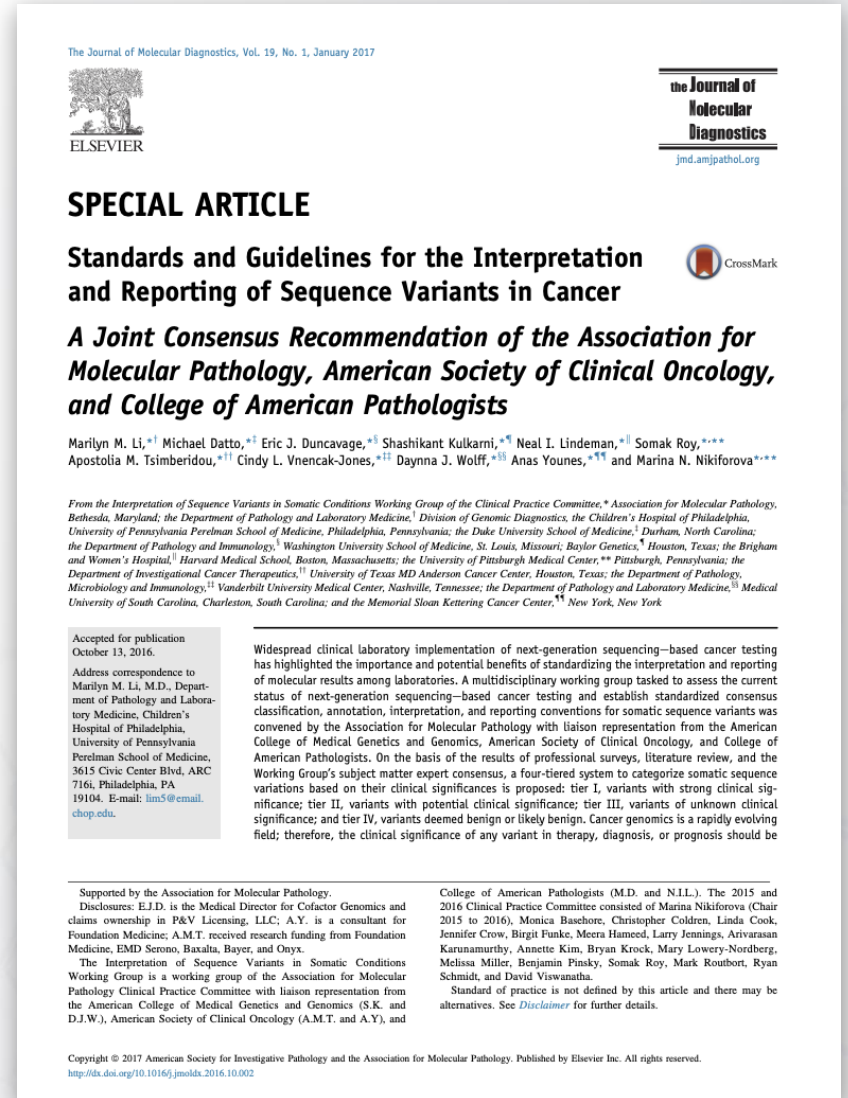 The Journal of Molecular Diagnostics, Vol. 19, No. 1, January 2017
ELSEVIER
the Journal of
Molecular
Diagnostics
jmd.amjpathol.org
SPECIAL ARTICLE
Standards and Guidelines for the Interpretation
and Reporting of Sequence Variants in Cancer
CrossMark
A Joint Consensus Recommendation of the Association for
Molecular Pathology, American Society of Clinical Oncology,
and College of American Pathologists
Marilyn M. Li,*† Michael Datto,*‡ Eric J. Duncavage,*§ Shashikant Kulkarni,*¶ Neal I. Lindeman,*‖ Somak Roy,*,**
Apostolia M. Tsimberidou,*†† Cindy L. Vnencak-Jones,*‡‡ Daynna J. Wolff,*§§ Anas Younes,*¶¶ and Marina N. Nikiforova*,**
From the Interpretation of Sequence Variants in Somatic Conditions Working Group of the Clinical Practice Committee,* Association for Molecular Pathology,
Bethesda, Maryland; the Department of Pathology and Laboratory Medicine,† Division of Genomic Diagnostics, the Children's Hospital of Philadelphia,
University of Pennsylvania Perelman School of Medicine, Philadelphia, Pennsylvania; the Duke University School of Medicine,‡ Durham, North Carolina;
the Department of Pathology and Immunology,§ Washington University School of Medicine, St. Louis, Missouri; Baylor Genetics,¶ Houston, Texas; the Brigham
and Women's Hospital,‖ Harvard Medical School, Boston, Massachusetts; the University of Pittsburgh Medical Center,** Pittsburgh, Pennsylvania; the
Department of Investigational Cancer Therapeutics,†† University of Texas MD Anderson Cancer Center, Houston, Texas; the Department of Pathology,
Microbiology and Immunology,‡‡ Vanderbilt University Medical Center, Nashville, Tennessee; the Department of Pathology and Laboratory Medicine,§§ Medical
University of South Carolina, Charleston, South Carolina; and the Memorial Sloan Kettering Cancer Center,¶¶ New York, New York
Accepted for publication
October 13, 2016.
Address correspondence to
Marilyn M. Li, M.D., Depart-
ment of Pathology and Labora-
tory Medicine, Children's
Hospital of Philadelphia,
University of Pennsylvania
Perelman School of Medicine,
3615 Civic Center Blvd, ARC
716i, Philadelphia, PA
19104. E-mail: lim5@email.
chop.edu.
Widespread clinical laboratory implementation of next-generation sequencing–based cancer testing
has highlighted the importance and potential benefits of standardizing the interpretation and reporting
of molecular results among laboratories. A multidisciplinary working group tasked to assess the current
status of next-generation sequencing–based cancer testing and establish standardized consensus
classification, annotation, interpretation, and reporting conventions for somatic sequence variants was
convened by the Association for Molecular Pathology with liaison representation from the American
College of Medical Genetics and Genomics, American Society of Clinical Oncology, and College of
American Pathologists. On the basis of the results of professional surveys, literature review, and the
Working Group's subject matter expert consensus, a four-tiered system to categorize somatic sequence
variations based on their clinical significances is proposed: tier I, variants with strong clinical sig-
nificance; tier II, variants with potential clinical significance; tier III, variants of unknown clinical
significance; and tier IV, variants deemed benign or likely benign. Cancer genomics is a rapidly evolving
field; therefore, the clinical significance of any variant in therapy, diagnosis, or prognosis should be
Supported by the Association for Molecular Pathology.
Disclosures: E.J.D. is the Medical Director for Cofactor Genomics and
claims ownership in P&V Licensing, LLC; A.Y. is a consultant for
Foundation Medicine; A.M.T. received research funding from Foundation
Medicine, EMD Serono, Baxalta, Bayer, and Onyx.
The Interpretation of Sequence Variants in Somatic Conditions
Working Group is a working group of the Association for Molecular
Pathology Clinical Practice Committee with liaison representation from
the American College of Medical Genetics and Genomics (S.K. and
D.J.W.), American Society of Clinical Oncology (A.M.T. and A.Y), and
College of American Pathologists (M.D. and N.I.L.). The 2015 and
2016 Clinical Practice Committee consisted of Marina Nikiforova (Chair
2015 to 2016), Monica Basehore, Christopher Coldren, Linda Cook,
Jennifer Crow, Birgit Funke, Meera Hameed, Larry Jennings, Arivarasan
Karunamurthy, Annette Kim, Bryan Krock, Mary Lowery-Nordberg,
Melissa Miller, Benjamin Pinsky, Somak Roy, Mark Routbort, Ryan
Schmidt, and David Viswanatha.
Standard of practice is not defined by this article and there may be
alternatives. See Disclaimer for further details.
Copyright © 2017 American Society for Investigative Pathology and the Association for Molecular Pathology. Published by Elsevier Inc. All rights reserved.
http://dx.doi.org/10.1016/j.jmoldx.2016.10.002